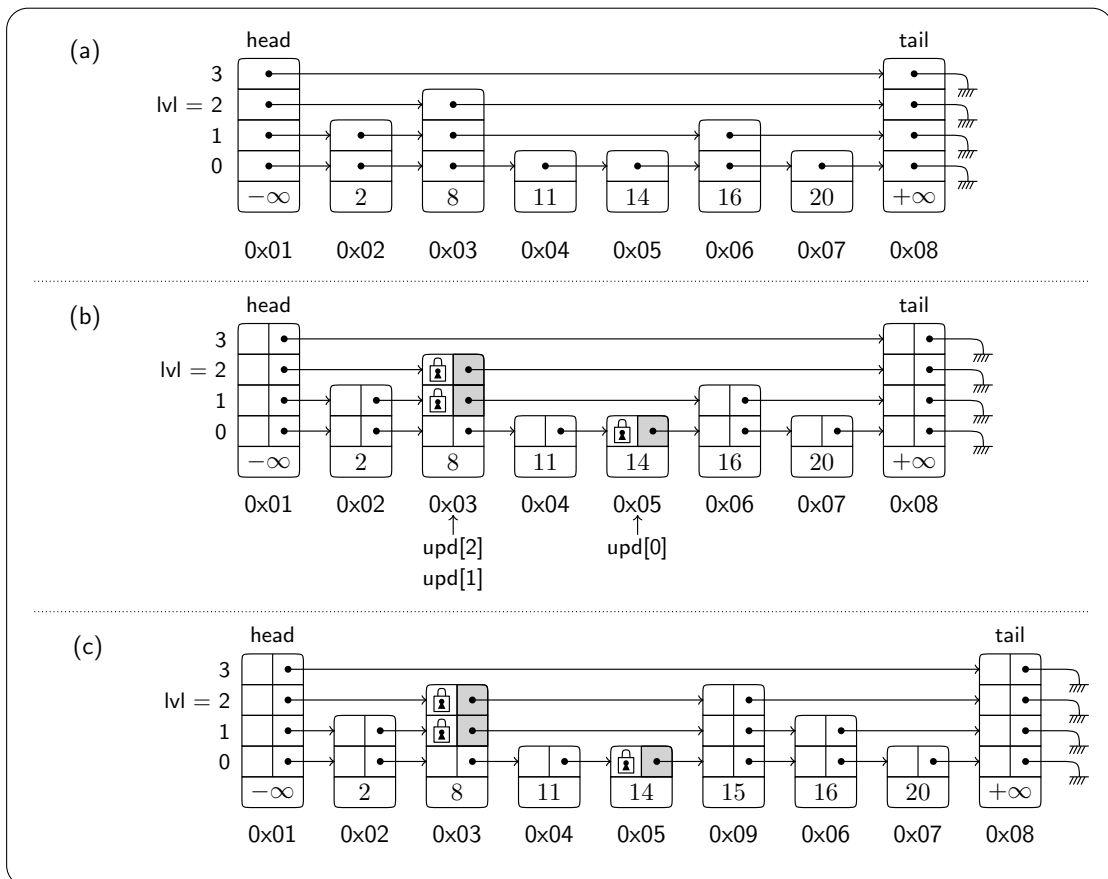 (a)
head tail
3
lvl = 2
1
0
−∞ 2 8 11 14 16 20 +∞
0x01 0x02 0x03 0x04 0x05 0x06 0x07 0x08
(b)
head tail
3
lvl = 2
1
0
−∞ 2 8 11 14 16 20 +∞
0x01 0x02 0x03 0x04 0x05 0x06 0x07 0x08
upd[2] upd[0]
upd[1]
(c)
head tail
3
lvl = 2
1
0
−∞ 2 8 11 14 15 16 20 +∞
0x01 0x02 0x03 0x04 0x05 0x09 0x06 0x07 0x08